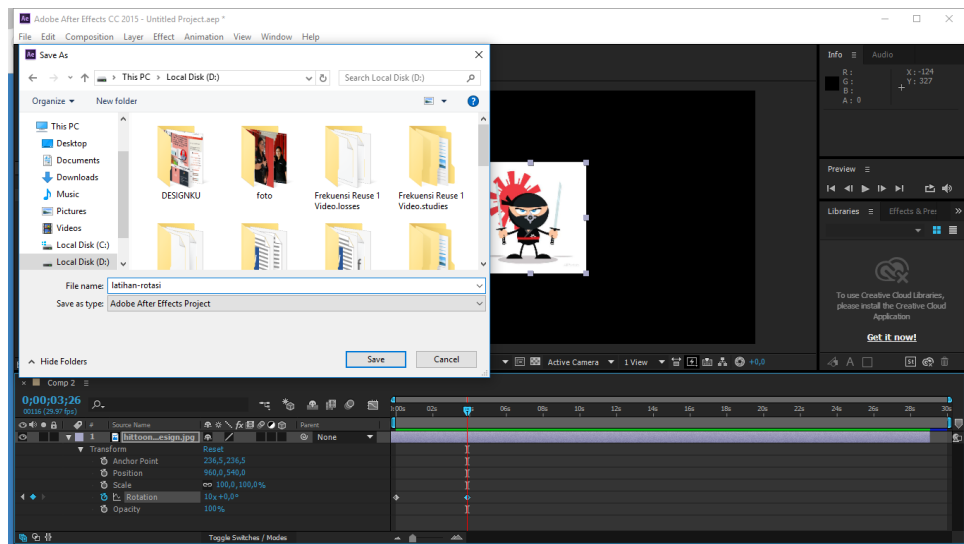 Adobe After Effects CC 2015 - Untitled Project.aep *
File Edit Composition Layer Effect Animation View Window Help
Save As
This PC > Local Disk (D:)
Search Local Disk (D:)
Organize New folder
This PC
Desktop
Documents
Downloads
Music
Pictures
Videos
Local Disk (C:)
Local Disk (D:)
DESIGNKU
foto
Frekuensi Reuse 1 Video.losses
Frekuensi Reuse 1 Video.studies
File name: latihan-rotasi
Save as type: Adobe After Effects Project
Hide Folders
Save Cancel
Info Audio
R: X: -124
G: Y: 327
B:
A: 0
Preview
Libraries Effects & Pre:
To use Creative Cloud Libraries,
please install the Creative Cloud
Application
Get it now!
Active Camera 1 View +0,0
Comp 2
0;00;03;26
00116 (29.97 fps)
# Source Name Parent
1 hittoon...esign.jpg None
Transform Reset
Anchor Point 236,5,236,5
Position 960,0,540,0
Scale 100,0,100,0%
Rotation 10x+0,0°
Opacity 100%
02s 06s 08s 10s 12s 14s 16s 18s 20s 22s 24s 26s 28s 30s
Toggle Switches / Modes